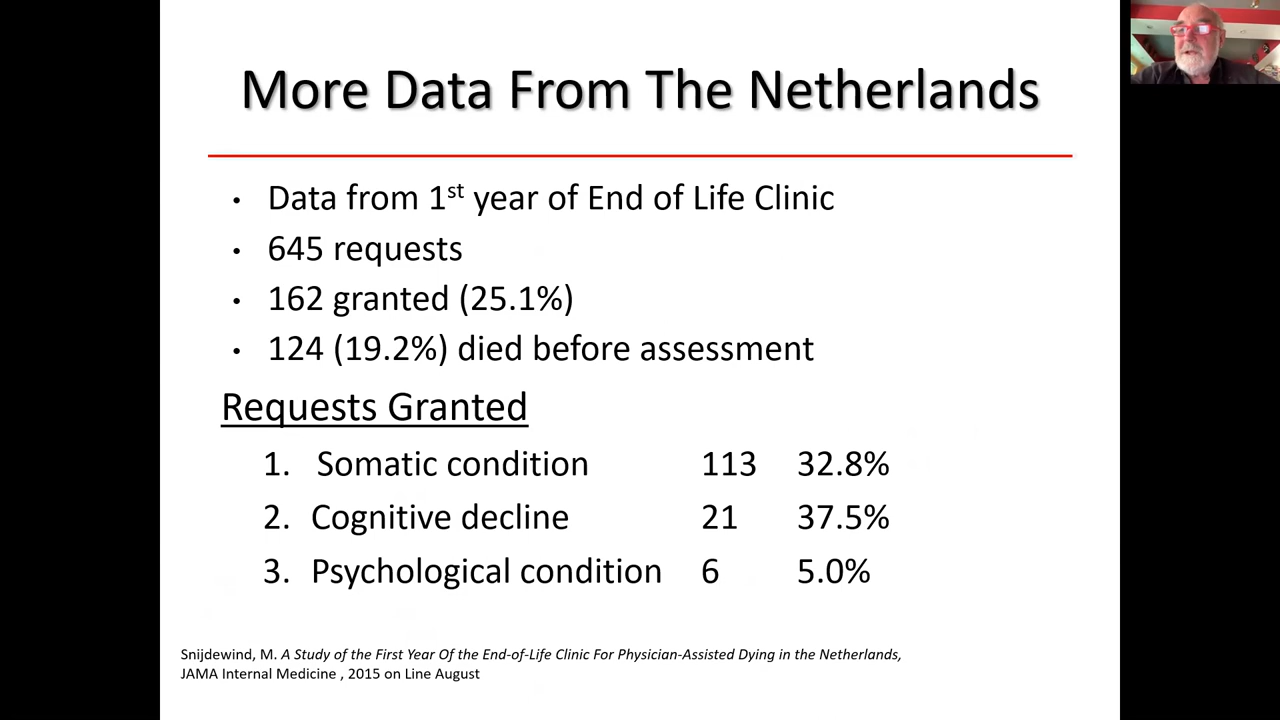 More Data From The Netherlands
• Data from 1st year of End of Life Clinic
• 645 requests
• 162 granted (25.1%)
• 124 (19.2%) died before assessment
Requests Granted
1. Somatic condition 113 32.8%
2. Cognitive decline 21 37.5%
3. Psychological condition 6 5.0%
Snijdewind, M. A Study of the First Year Of the End-of-Life Clinic For Physician-Assisted Dying in the Netherlands,
JAMA Internal Medicine , 2015 on Line August